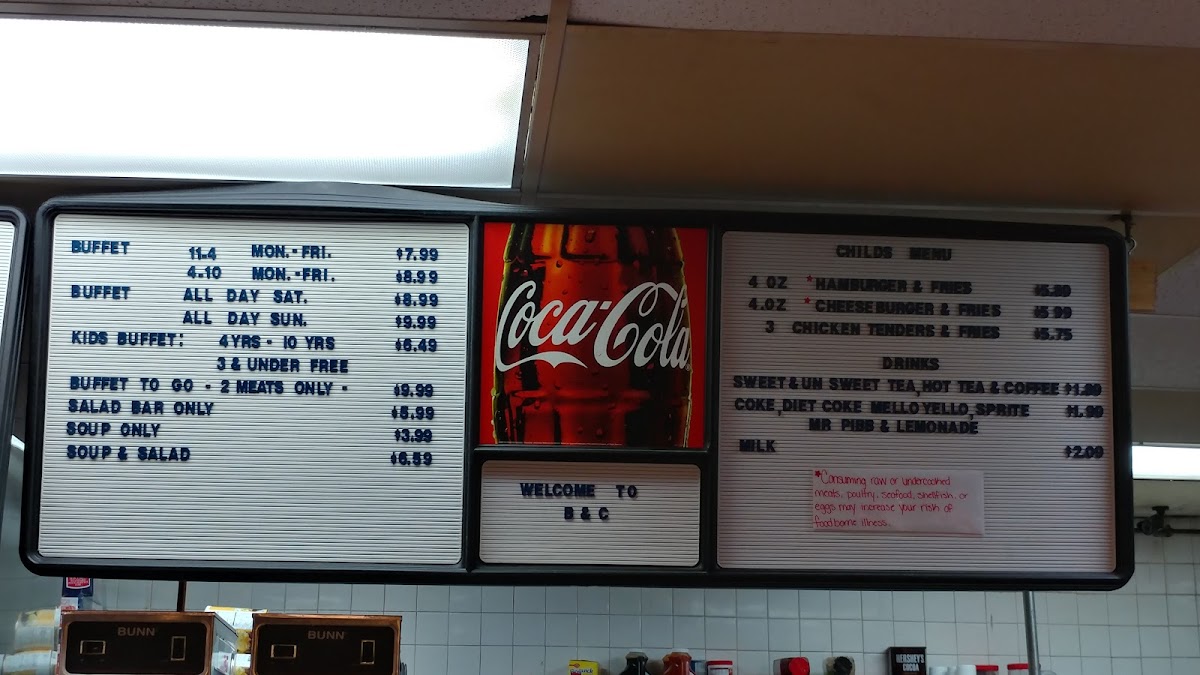 BUFFET 11-4 MON.-FRI. $7.99
4-10 MON.-FRI. $8.99
BUFFET ALL DAY SAT. $8.99
ALL DAY SUN. $9.99
KIDS BUFFET: 4YRS - 10 YRS $6.49
3 & UNDER FREE
BUFFET TO GO - 2 MEATS ONLY - $9.99
SALAD BAR ONLY $5.99
SOUP ONLY $3.99
SOUP & SALAD $6.59
Coca-Cola
WELCOME TO
B & C
CHILDS MENU
4 OZ *HAMBURGER & FRIES
4.OZ *CHEESEBURGER & FRIES $5.99
3 CHICKEN TENDERS & FRIES $5.75
DRINKS
SWEET & UN SWEET TEA,HOT TEA & COFFEE
COKE,DIET COKE MELLO YELLO,SPRITE $1.99
MR PIBB & LEMONADE
MILK $2.09
*Consuming raw or undercooked
meats, poultry, seafood, shellfish, or
eggs may increase your risk of
foodborne illness.
BUNN
BUNN
HERSHEY'S
COCOA